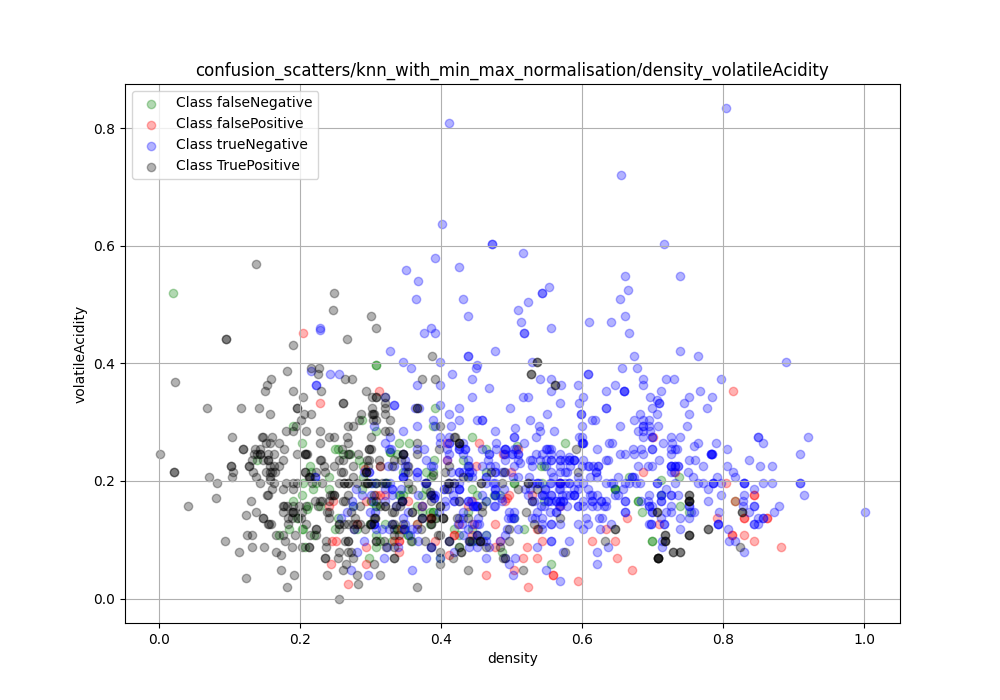 confusion_scatters/knn_with_min_max_normalisation/density_volatileAcidity
Class falseNegative
Class falsePositive
Class trueNegative
Class TruePositive
0.8
0.6
0.4
0.2
0.0
volatileAcidity
0.0 0.2 0.4 0.6 0.8 1.0
density